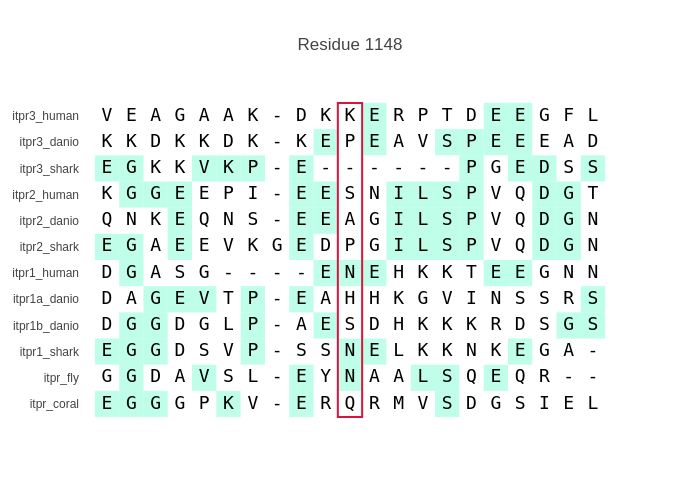 Residue 1148
itpr3_human V E A G A A K - D K K E R P T D E E G F L
itpr3_danio K K D K K D K - K E P E A V S P E E E A D
itpr3_shark E G K K V K P - E - - - - - - P G E D S S
itpr2_human K G G E E P I - E E S N I L S P V Q D G T
itpr2_danio Q N K E Q N S - E E A G I L S P V Q D G N
itpr2_shark E G A E E V K G E D P G I L S P V Q D G N
itpr1_human D G A S G - - - - E N E H K K T E E G N N
itpr1a_danio D A G E V T P - E A H H K G V I N S S R S
itpr1b_danio D G G D G L P - A E S D H K K K R D S G S
itpr1_shark E G G D S V P - S S N E L K K N K E G A -
itpr_fly G G D A V S L - E Y N A A L S Q E Q R - -
itpr_coral E G G G P K V - E R Q R M V S D G S I E L